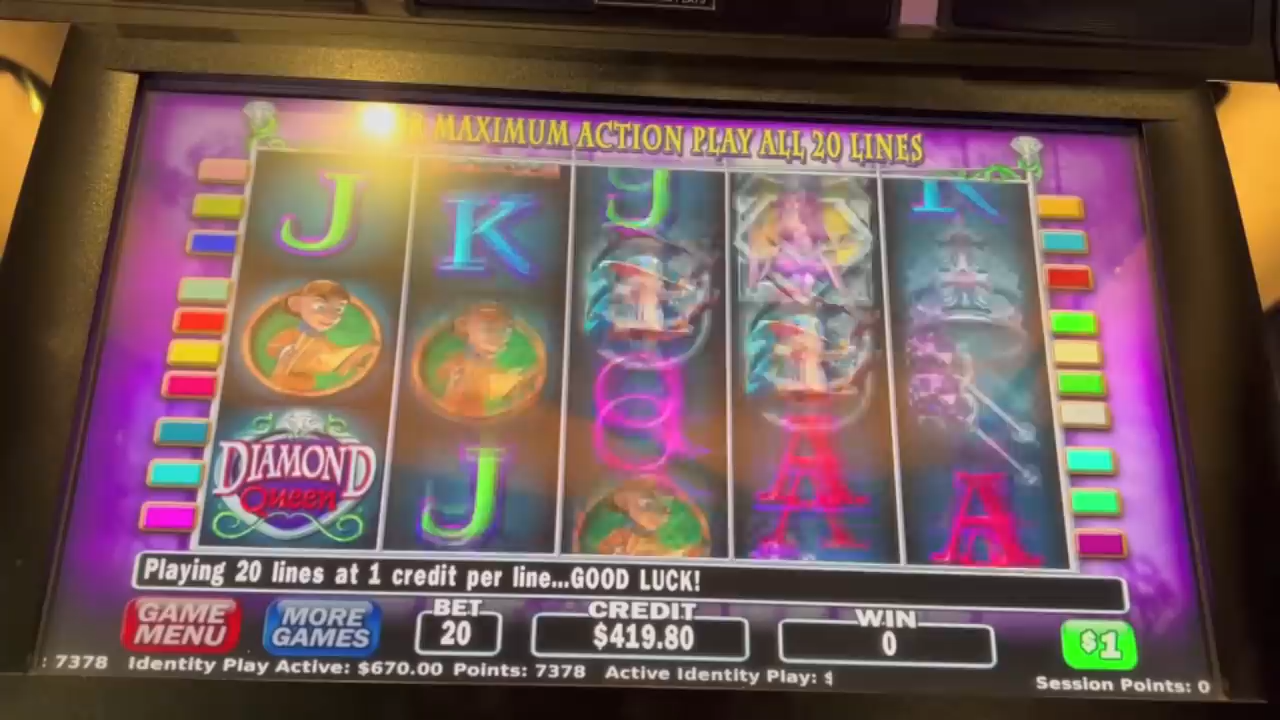 MAXIMUM ACTION PLAY ALL 20 LINES
J K J K
DIAMOND
Queen
J Q A A
Playing 20 lines at 1 credit per line...GOOD LUCK!
GAME
MENU
MORE
GAMES
BET
20
CREDIT
$419.80
WIN
0
$1
: 7378 Identity Play Active: $670.00 Points: 7378 Active Identity Play: $
Session Points: 0